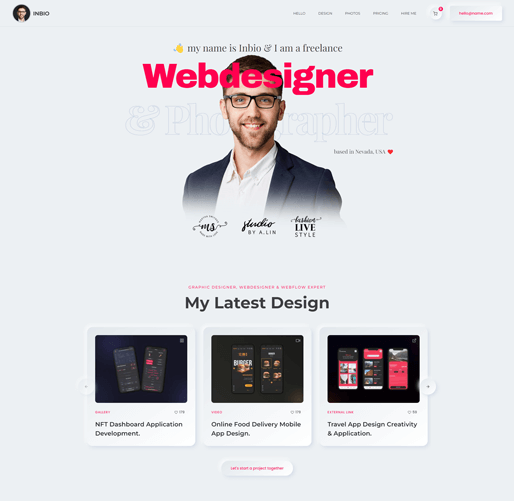 INBIO
HELLO DESIGN PHOTOS PRICING HIRE ME
hello@name.com
👋 my name is Inbio & I am a freelance
Webdesigner
& Photographer
based in Nevada, USA ❤️
ms
studio
BY A.LIN
fashion
LIVE
STYLE
GRAPHIC DESIGNER, WEBDESIGNER & WEBFLOW EXPERT
My Latest Design
BURGER
GALLERY 178
NFT Dashboard Application
Development.
VIDEO 178
Online Food Delivery Mobile
App Design.
EXTERNAL LINK
Travel App Design Creativity
& Application.
Let's start a project together